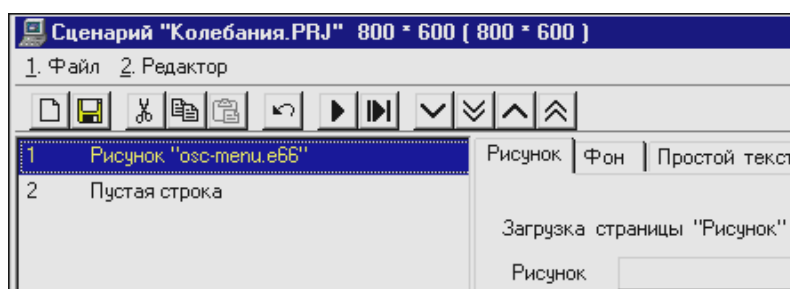 Сценарий "Колебания.PRJ" 800 * 600 ( 800 * 600 )
1. Файл 2. Редактор
1 Рисунок "osc-menu.e66"
2 Пустая строка
Рисунок Фон Простой текст
Загрузка страницы "Рисунок"
Рисунок